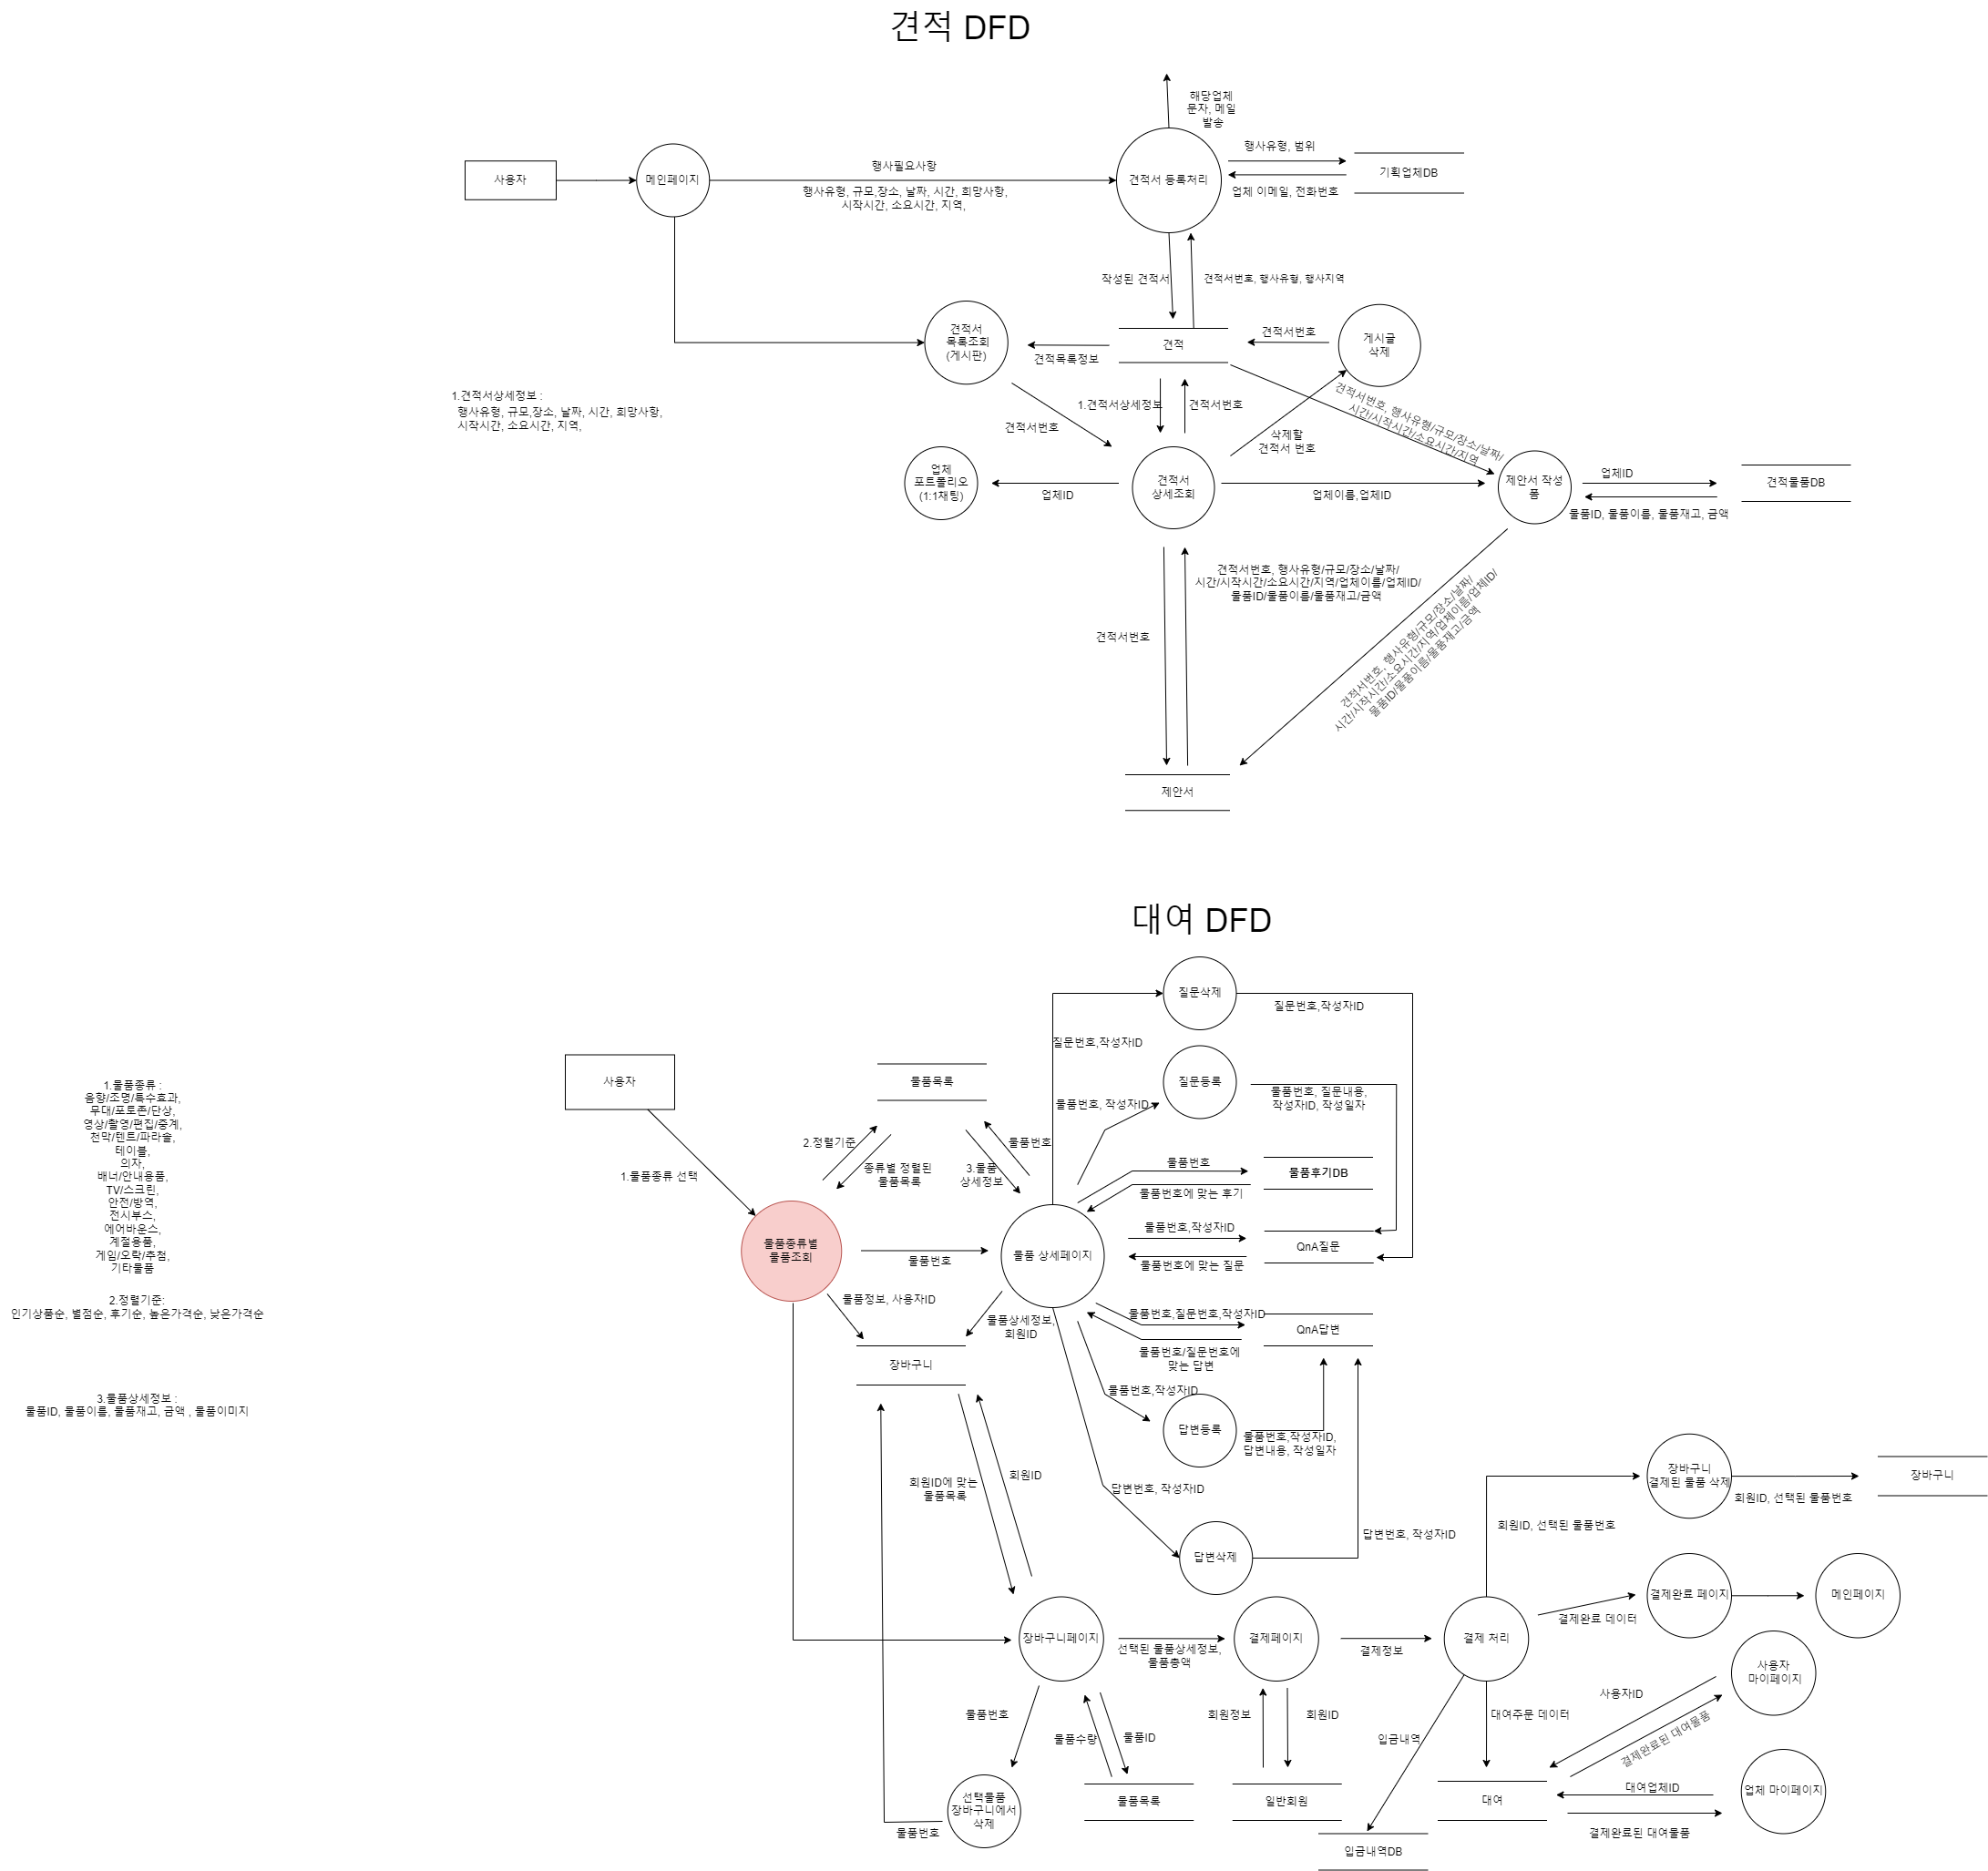 견적 DFD
해당업체
문자, 메일
발송
사용자
메인페이지
행사필요사항
행사유형, 규모,장소, 날짜, 시간, 희망사항,
시작시간, 소요시간, 지역,
견적서 등록처리
행사유형, 범위
업체 이메일, 전화번호
기획업체DB
작성된 견적서
견적서번호, 행사유형, 행사지역
견적서
목록조회
(게시판)
견적목록정보
견적
견적서번호
게시글
삭제
1.견적서상세정보 :
행사유형, 규모,장소, 날짜, 시간, 희망사항,
시작시간, 소요시간, 지역,
견적서번호
1.견적서상세정보
견적서번호
삭제할
견적서 번호
견적서번호, 행사유형/규모/장소/날짜/
시간/시작시간/소요시간/지역
업체
포트폴리오
(1:1채팅)
업체ID
견적서
상세조회
업체이름,업체ID
제안서 작성
폼
업체ID
물품ID, 물품이름, 물품재고, 금액
견적물품DB
견적서번호, 행사유형/규모/장소/날짜/
시간/시작시간/소요시간/지역/업체이름/업체ID/
물품ID/물품이름/물품재고/금액
견적서번호
견적서번호, 행사유형/규모/장소/날짜/
시간/시작시간/소요시간/지역/업체이름/업체ID/
물품ID/물품이름/물품재고/금액
제안서
대여 DFD
질문삭제
질문번호,작성자ID
질문번호,작성자ID
사용자
물품목록
질문등록
물품번호, 작성자ID
물품번호, 질문내용,
작성자ID, 작성일자
1.물품종류 :
음향/조명/특수효과,
무대/포토존/단상,
영상/촬영/편집/중계,
천막/텐트/파라솔,
테이블,
의자,
배너/안내용품,
TV/스크린,
안전/방역,
전시부스,
에어바운스,
계절용품,
게임/오락/추첨,
기타물품
2.정렬기준:
인기상품순, 별점순, 후기순, 높은가격순, 낮은가격순
3.물품상세정보 :
물품ID, 물품이름, 물품재고, 금액 , 물품이미지
1.물품종류 선택
2.정렬기준
종류별 정렬된
물품목록
3.물품
상세정보
물품번호
물품번호
물품번호에 맞는 후기
물품후기DB
물품종류별
물품조회
물품번호
물품 상세페이지
물품번호,작성자ID
물품번호에 맞는 질문
QnA질문
물품정보, 사용자ID
물품상세정보,
회원ID
물품번호,질문번호,작성자ID
물품번호/질문번호에
맞는 답변
QnA답변
장바구니
물품번호,작성자ID
답변등록
물품번호,작성자ID,
답변내용, 작성일자
회원ID에 맞는
물품목록
회원ID
답변번호, 작성자ID
답변삭제
답변번호, 작성자ID
장바구니
결제된 물품 삭제
회원ID, 선택된 물품번호
장바구니
회원ID, 선택된 물품번호
장바구니페이지
선택된 물품상세정보,
물품총액
결제페이지
결제정보
결제 처리
결제완료 데이터
결제완료 페이지
메인페이지
사용자
마이페이지
사용자ID
결제완료된 대여물품
물품번호
물품수량
물품ID
회원정보
회원ID
입금내역
대여주문 데이터
선택물품
장바구니에서
삭제
물품번호
물품목록
일반회원
대여
대여업체ID
결제완료된 대여물품
업체 마이페이지
입금내역DB